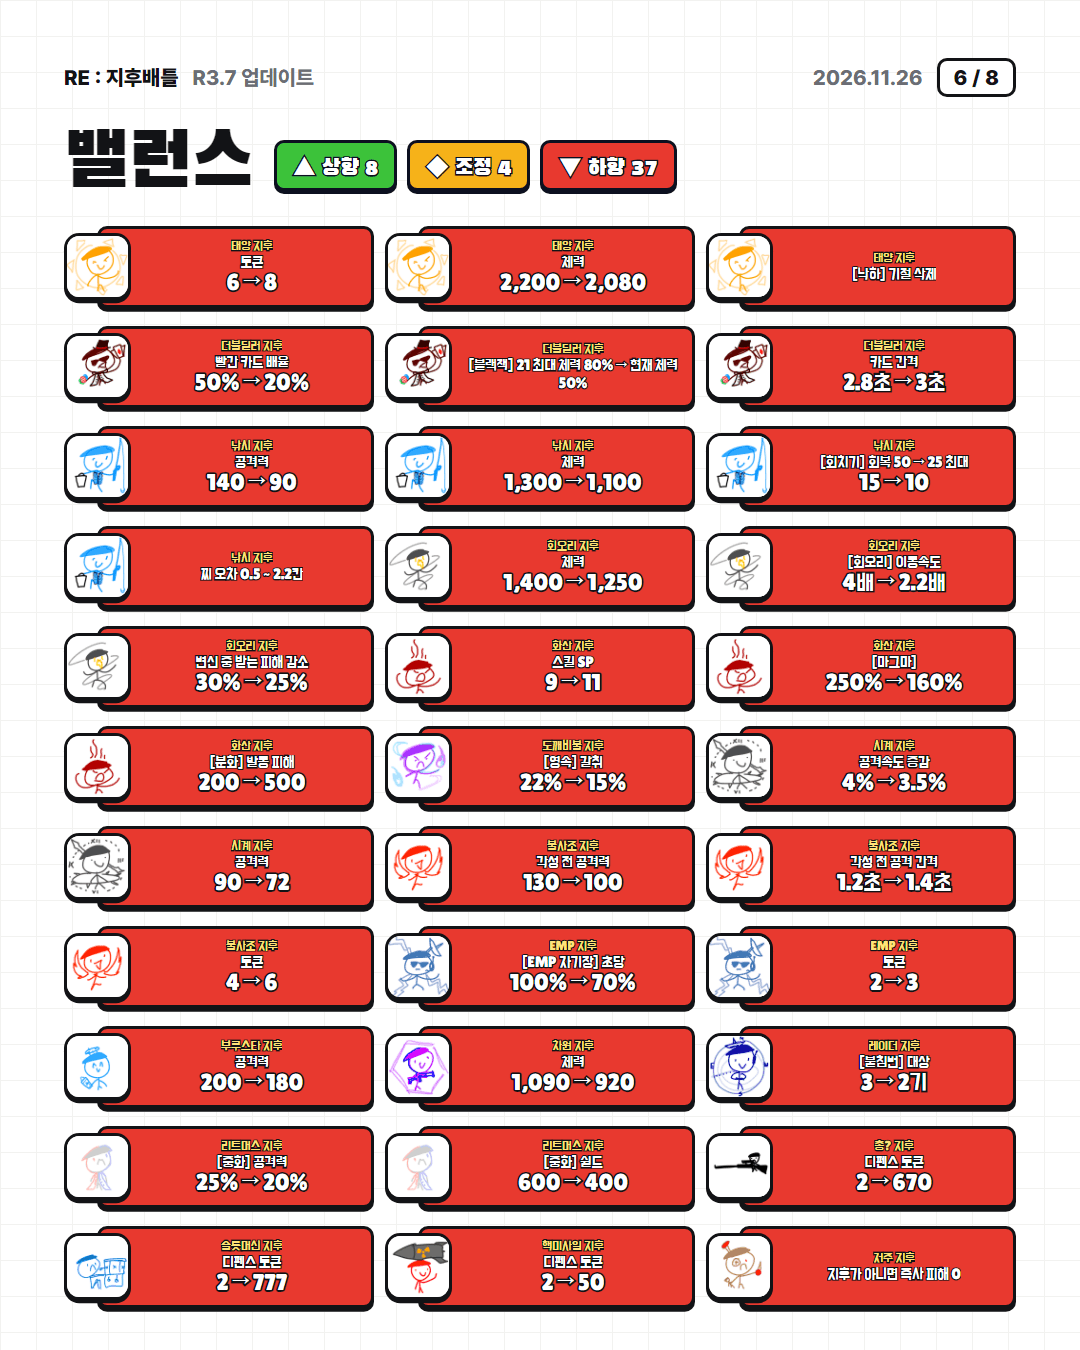 RE : 지후배틀 R3.7 업데이트
2026.11.26 6 / 8
밸런스
▲ 상향 8
◆ 조정 4
▼ 하향 37
태양 지후
토큰
6 → 8
태양 지후
체력
2,200 → 2,080
태양 지후
[낙하] 기절 삭제
더블딜러 지후
빨간 카드 배율
50% → 20%
더블딜러 지후
[블랙잭] 21 최대 체력 80% → 현재 체력
50%
더블딜러 지후
카드 간격
2.8초 → 3초
낚시 지후
공격력
140 → 90
낚시 지후
체력
1,300 → 1,100
낚시 지후
[회치기] 회복 50 → 25 최대
15 → 10
낚시 지후
찌 오차 0.5 ~ 2.2칸
회오리 지후
체력
1,400 → 1,250
회오리 지후
[회오리] 이동속도
4배 → 2.2배
회오리 지후
변신 중 받는 피해 감소
30% → 25%
화산 지후
스킬 SP
9 → 11
화산 지후
[마그마]
250% → 160%
화산 지후
[분화] 발동 피해
200 → 500
도깨비불 지후
[영속] 갈취
22% → 15%
시계 지후
공격속도 증감
4% → 3.5%
시계 지후
공격력
90 → 72
불사조 지후
각성 전 공격력
130 → 100
불사조 지후
각성 전 공격 간격
1.2초 → 1.4초
불사조 지후
토큰
4 → 6
EMP 지후
[EMP 자기장] 초당
100% → 70%
EMP 지후
토큰
2 → 3
부루스타 지후
공격력
200 → 180
차원 지후
체력
1,090 → 920
레이더 지후
[불침번] 대상
3 → 2기
리트머스 지후
[중화] 공격력
25% → 20%
리트머스 지후
[중화] 쉴드
600 → 400
총? 지후
디펜스 토큰
2 → 670
슬롯머신 지후
디펜스 토큰
2 → 777
핵미사일 지후
디펜스 토큰
2 → 50
저주 지후
지후가 아니면 즉사 피해 0